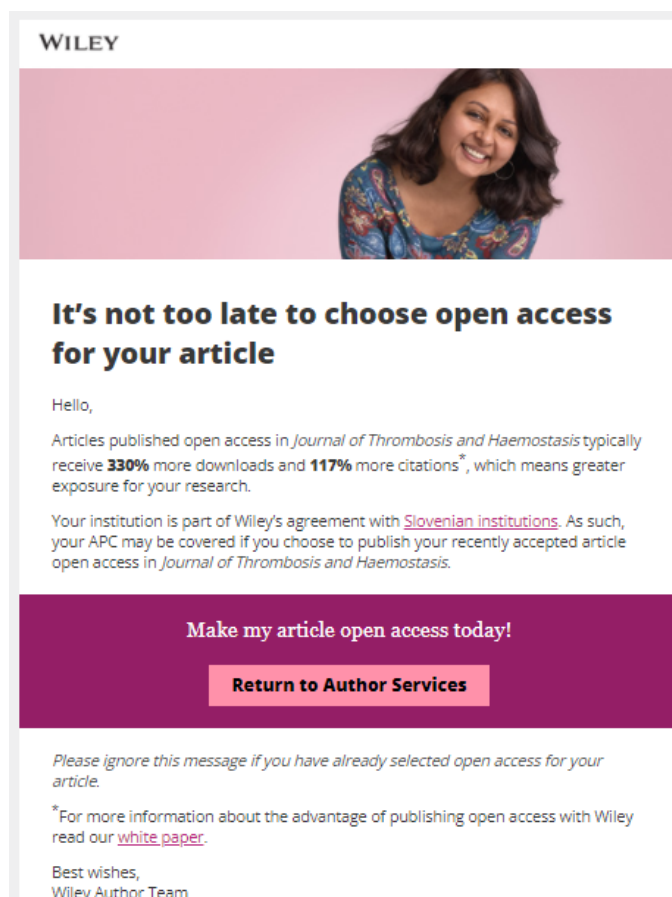 WILEY
It's not too late to choose open access
for your article
Hello,
Articles published open access in Journal of Thrombosis and Haemostasis typically
receive 330% more downloads and 117% more citations*, which means greater
exposure for your research.
Your institution is part of Wiley's agreement with Slovenian institutions. As such,
your APC may be covered if you choose to publish your recently accepted article
open access in Journal of Thrombosis and Haemostasis.
Make my article open access today!
Return to Author Services
Please ignore this message if you have already selected open access for your
article.
*For more information about the advantage of publishing open access with Wiley
read our white paper.
Best wishes,
Wiley Author Team